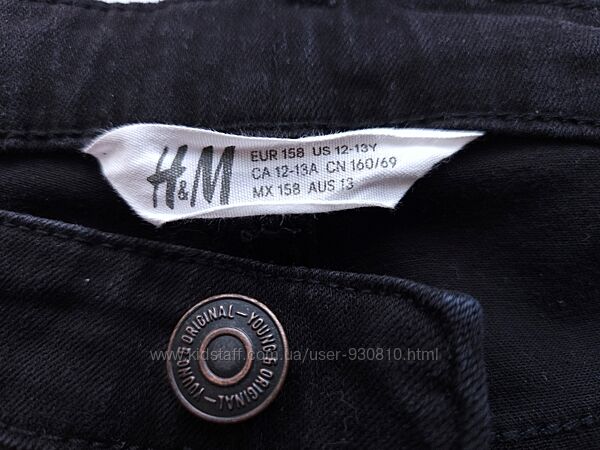 H&M
EUR 158 US 12-13Y
CA 12-13A CN 160/69
MX 158 AUS 13
YOUNG & ORIGINAL — YOUNG & ORIGINAL —
www.kidstaff.com.ua/user-930810.html